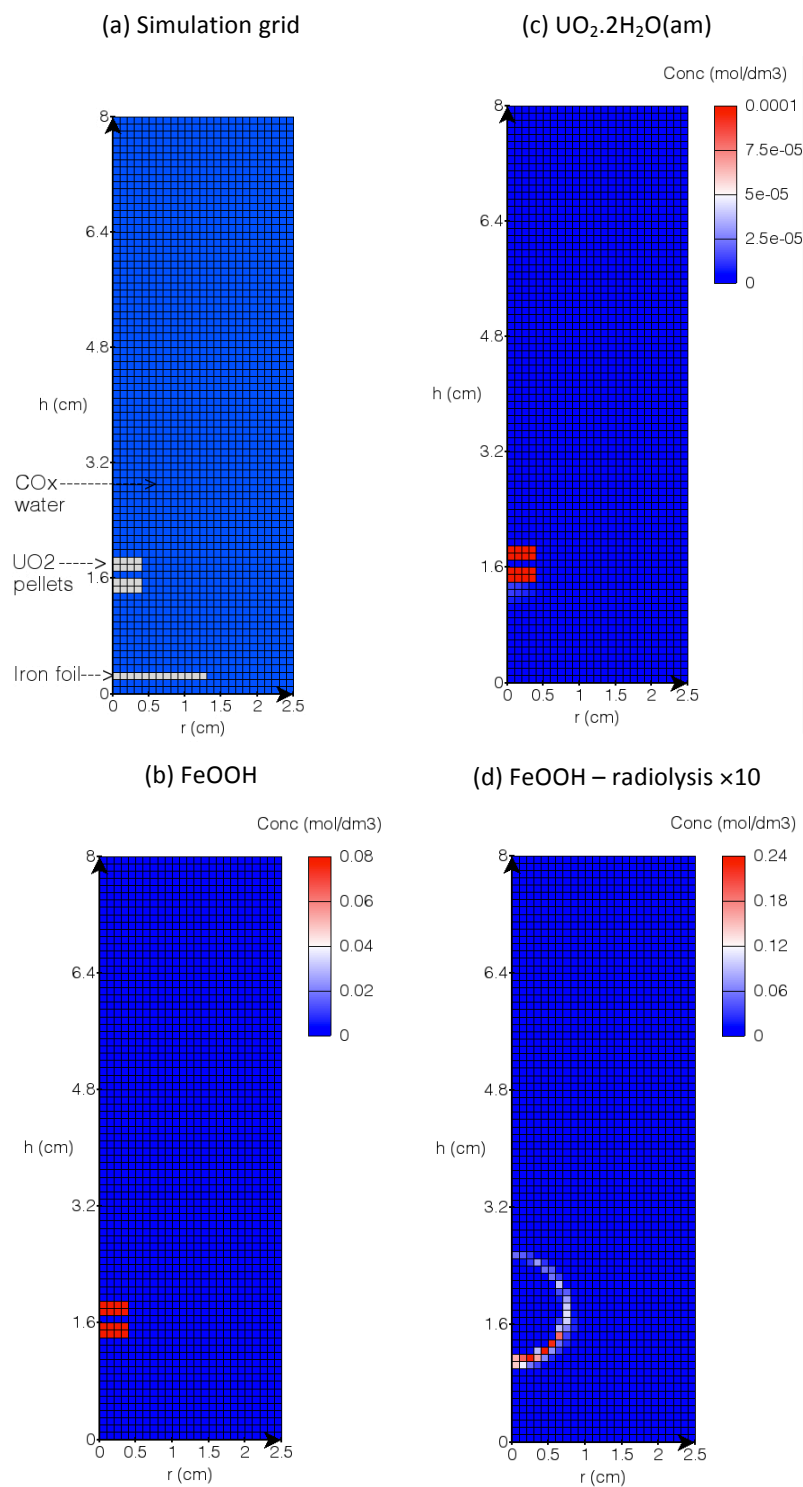 (a) Simulation grid
8
6.4
4.8
h (cm)
3.2
COx
water
UO2
pellets
1.6
Iron foil
0
0 0.5 1 1.5 2 2.5
r (cm)
(c) UO₂.2H₂O(am)
Conc (mol/dm3)
0.0001
7.5e-05
5e-05
2.5e-05
0
8
6.4
4.8
h (cm)
3.2
1.6
0
0 0.5 1 1.5 2 2.5
r (cm)
(b) FeOOH
Conc (mol/dm3)
0.08
0.06
0.04
0.02
0
8
6.4
4.8
h (cm)
3.2
1.6
0
0 0.5 1 1.5 2 2.5
r (cm)
(d) FeOOH – radiolysis ×10
Conc (mol/dm3)
0.24
0.18
0.12
0.06
0
8
6.4
4.8
h (cm)
3.2
1.6
0
0 0.5 1 1.5 2 2.5
r (cm)